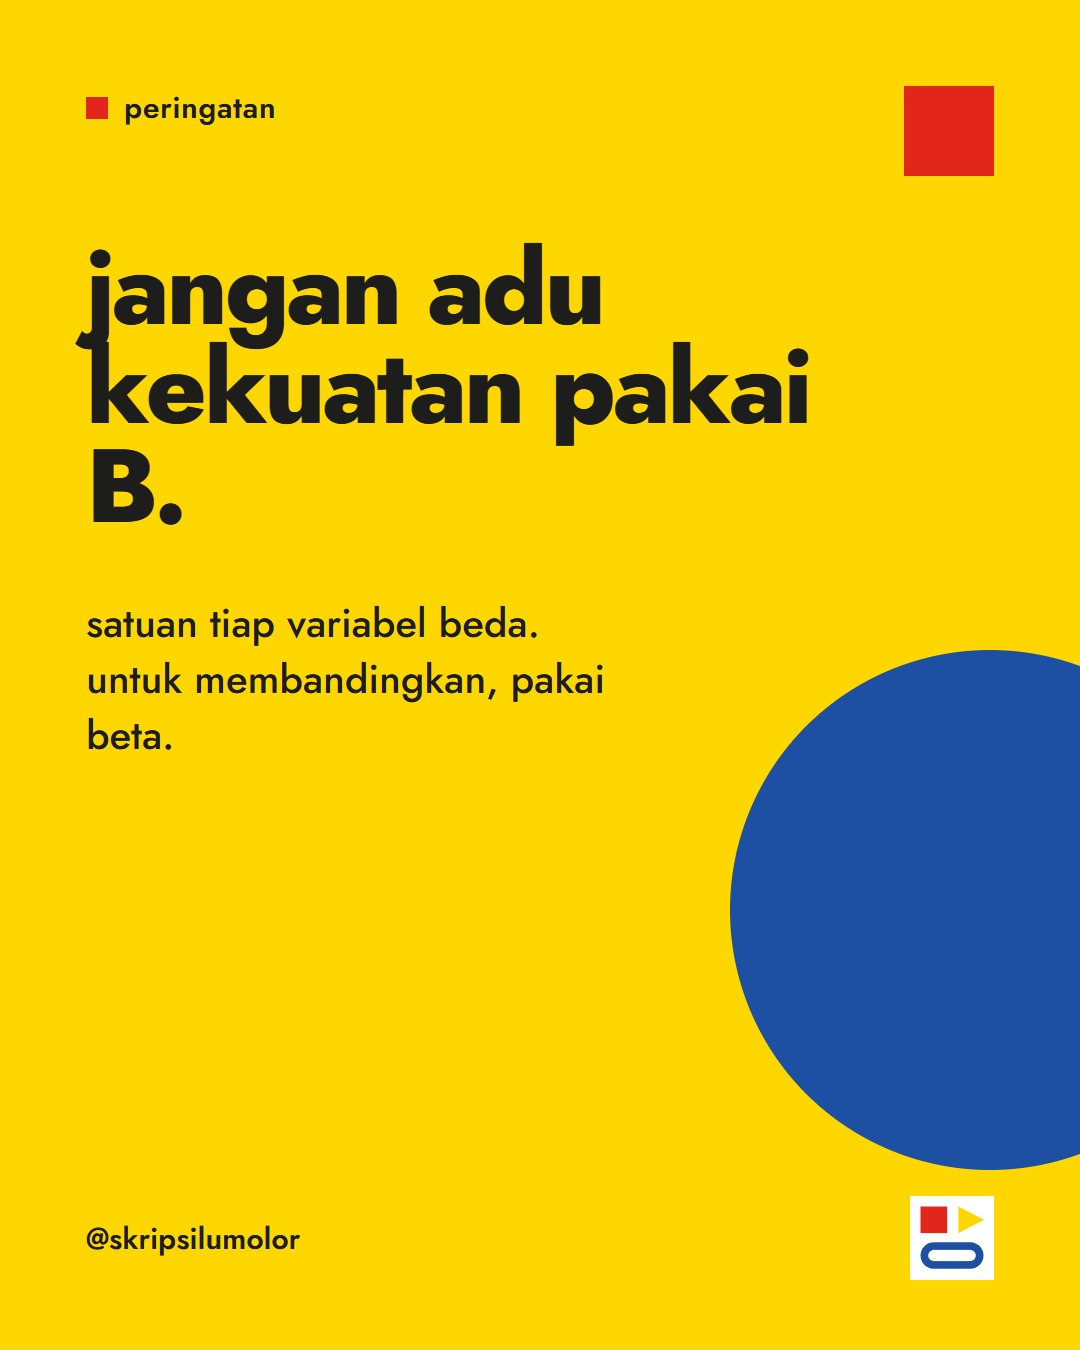 peringatan
jangan adu
kekuatan pakai
B.
satuan tiap variabel beda.
untuk membandingkan, pakai
beta.
@skripsilumolor